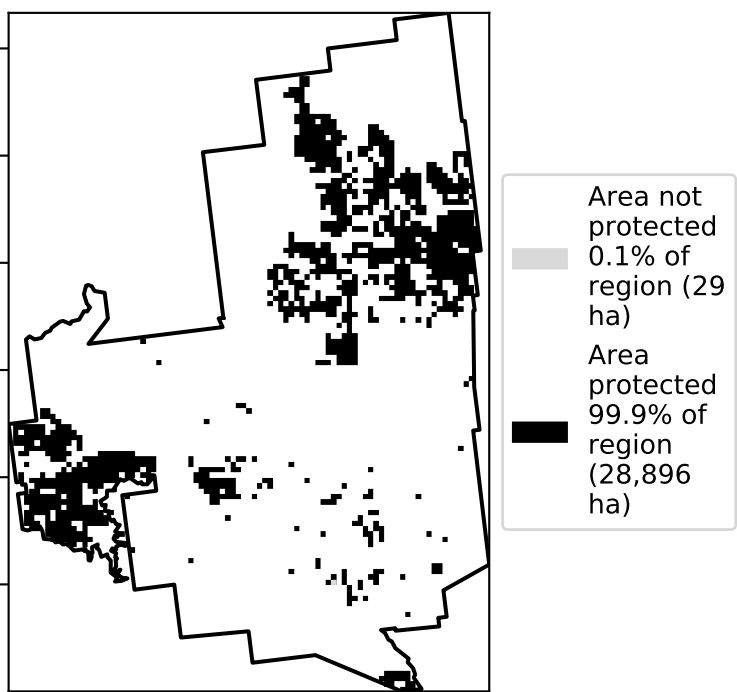 Area not
protected
0.1% of
region (29
ha)
Area
protected
99.9% of
region
(28,896
ha)